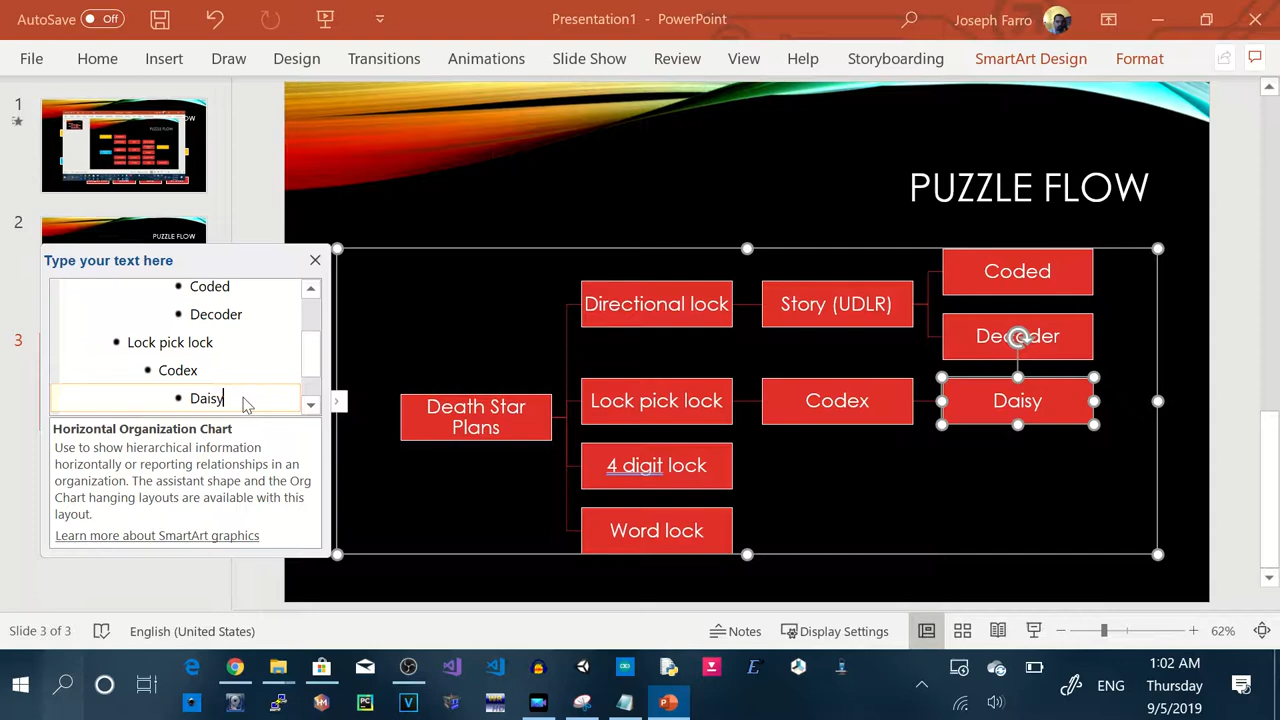 AutoSave Off
Presentation1 - PowerPoint
Joseph Farro
File Home Insert Draw Design Transitions Animations Slide Show Review View Help Storyboarding SmartArt Design Format
1
2
PUZZLE FLOW
3
Type your text here
Coded
Decoder
Lock pick lock
Codex
Daisy
Horizontal Organization Chart
Use to show hierarchical information
horizontally or reporting relationships in an
organization. The assistant shape and the Org
Chart hanging layouts are available with this
layout.
Learn more about SmartArt graphics
PUZZLE FLOW
Coded
Directional lock
Story (UDLR)
Decoder
Death Star
Plans
Lock pick lock
Codex
Daisy
4 digit lock
Word lock
Slide 3 of 3
English (United States)
Notes
Display Settings
62%
ENG
1:02 AM
Thursday
9/5/2019